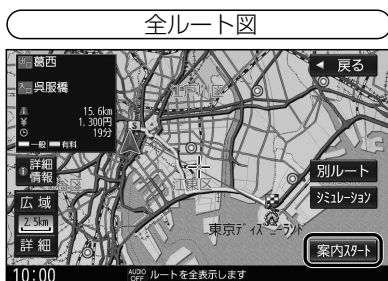 全ルート図
葛西
呉服橋
15.6km
¥ 1,300円
19分
一般 有料
戻る
i 詳細情報
広域
2.5km
詳細
江東区
東京ディズニーランド
別ルート
シミュレーション
案内スタート
10:00
AUDIO OFF ルートを全表示します